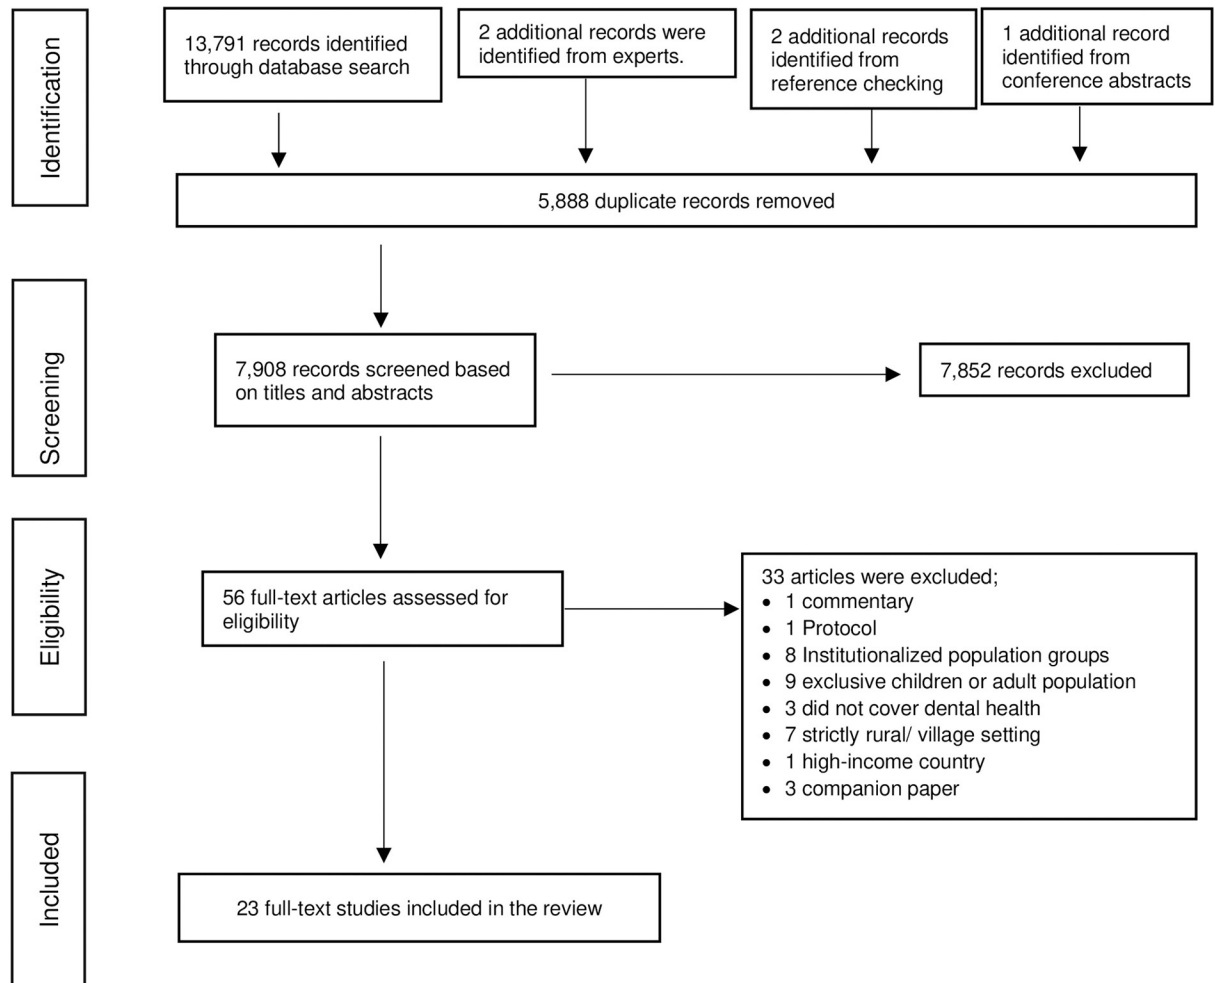 Identification
13,791 records identified
through database search
2 additional records were
identified from experts.
2 additional records
identified from
reference checking
1 additional record
identified from
conference abstracts
5,888 duplicate records removed
Screening
7,908 records screened based
on titles and abstracts
7,852 records excluded
Eligibility
56 full-text articles assessed for
eligibility
33 articles were excluded;
• 1 commentary
• 1 Protocol
• 8 Institutionalized population groups
• 9 exclusive children or adult population
• 3 did not cover dental health
• 7 strictly rural/ village setting
• 1 high-income country
• 3 companion paper
Included
23 full-text studies included in the review